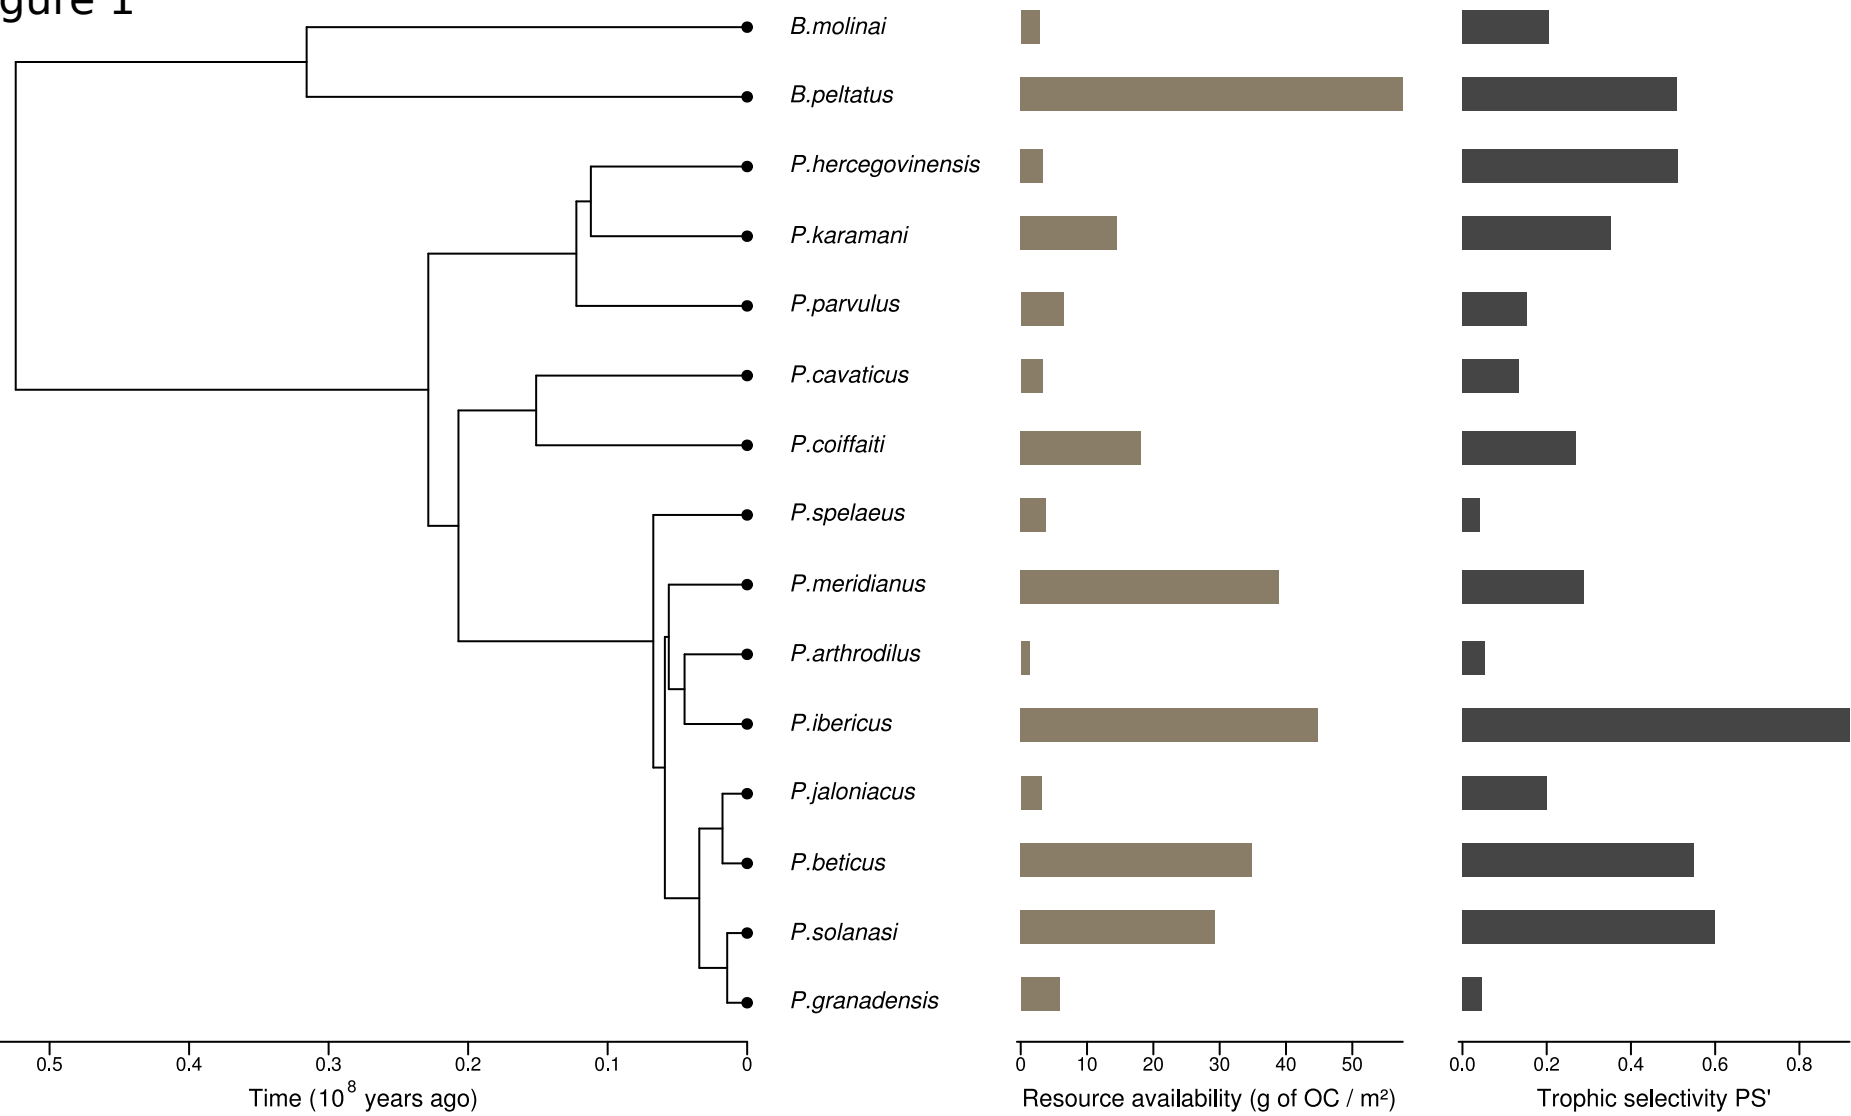 gure 1
B.molinai
B.peltatus
P.hercegovinensis
P.karamani
P.parvulus
P.cavaticus
P.coiffaiti
P.spelaeus
P.meridianus
P.arthrodilus
P.ibericus
P.jaloniacus
P.beticus
P.solanasi
P.granadensis
0.5 0.4 0.3 0.2 0.1 0
Time (10⁸ years ago)
0 10 20 30 40 50
Resource availability (g of OC / m²)
0.0 0.2 0.4 0.6 0.8
Trophic selectivity PS'